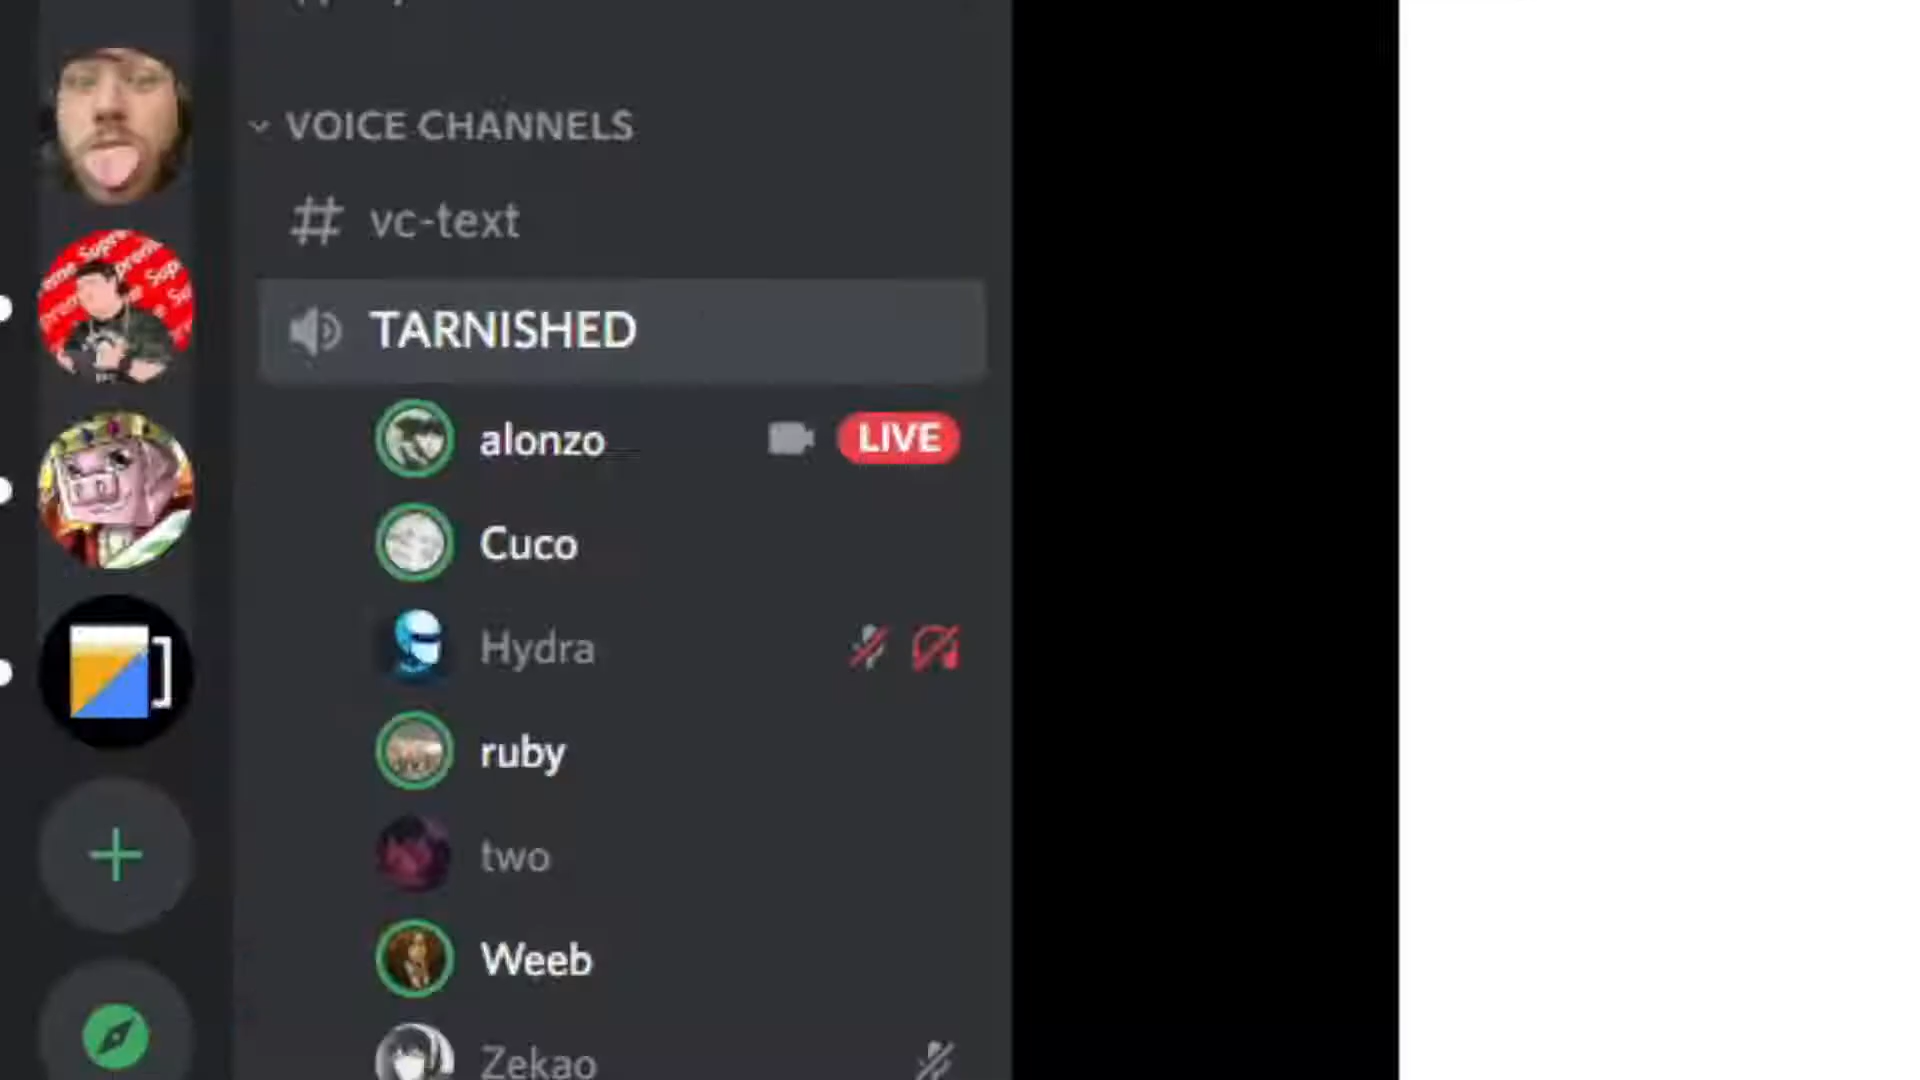 VOICE CHANNELS
vc-text
TARNISHED
alonzo LIVE
Cuco
Hydra
ruby
two
Weeb
Zekao